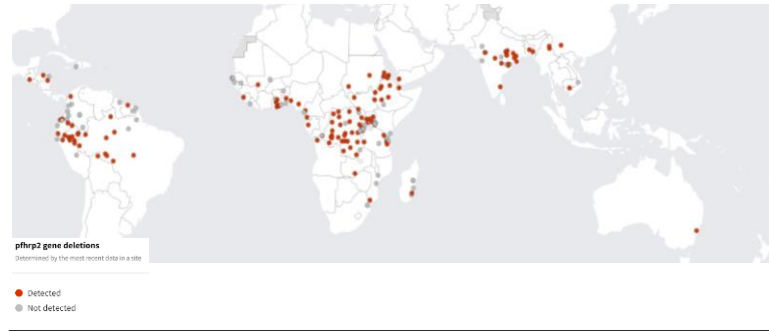 pfhrp2 gene deletions
Determined by the most recent data in a site
Detected
Not detected